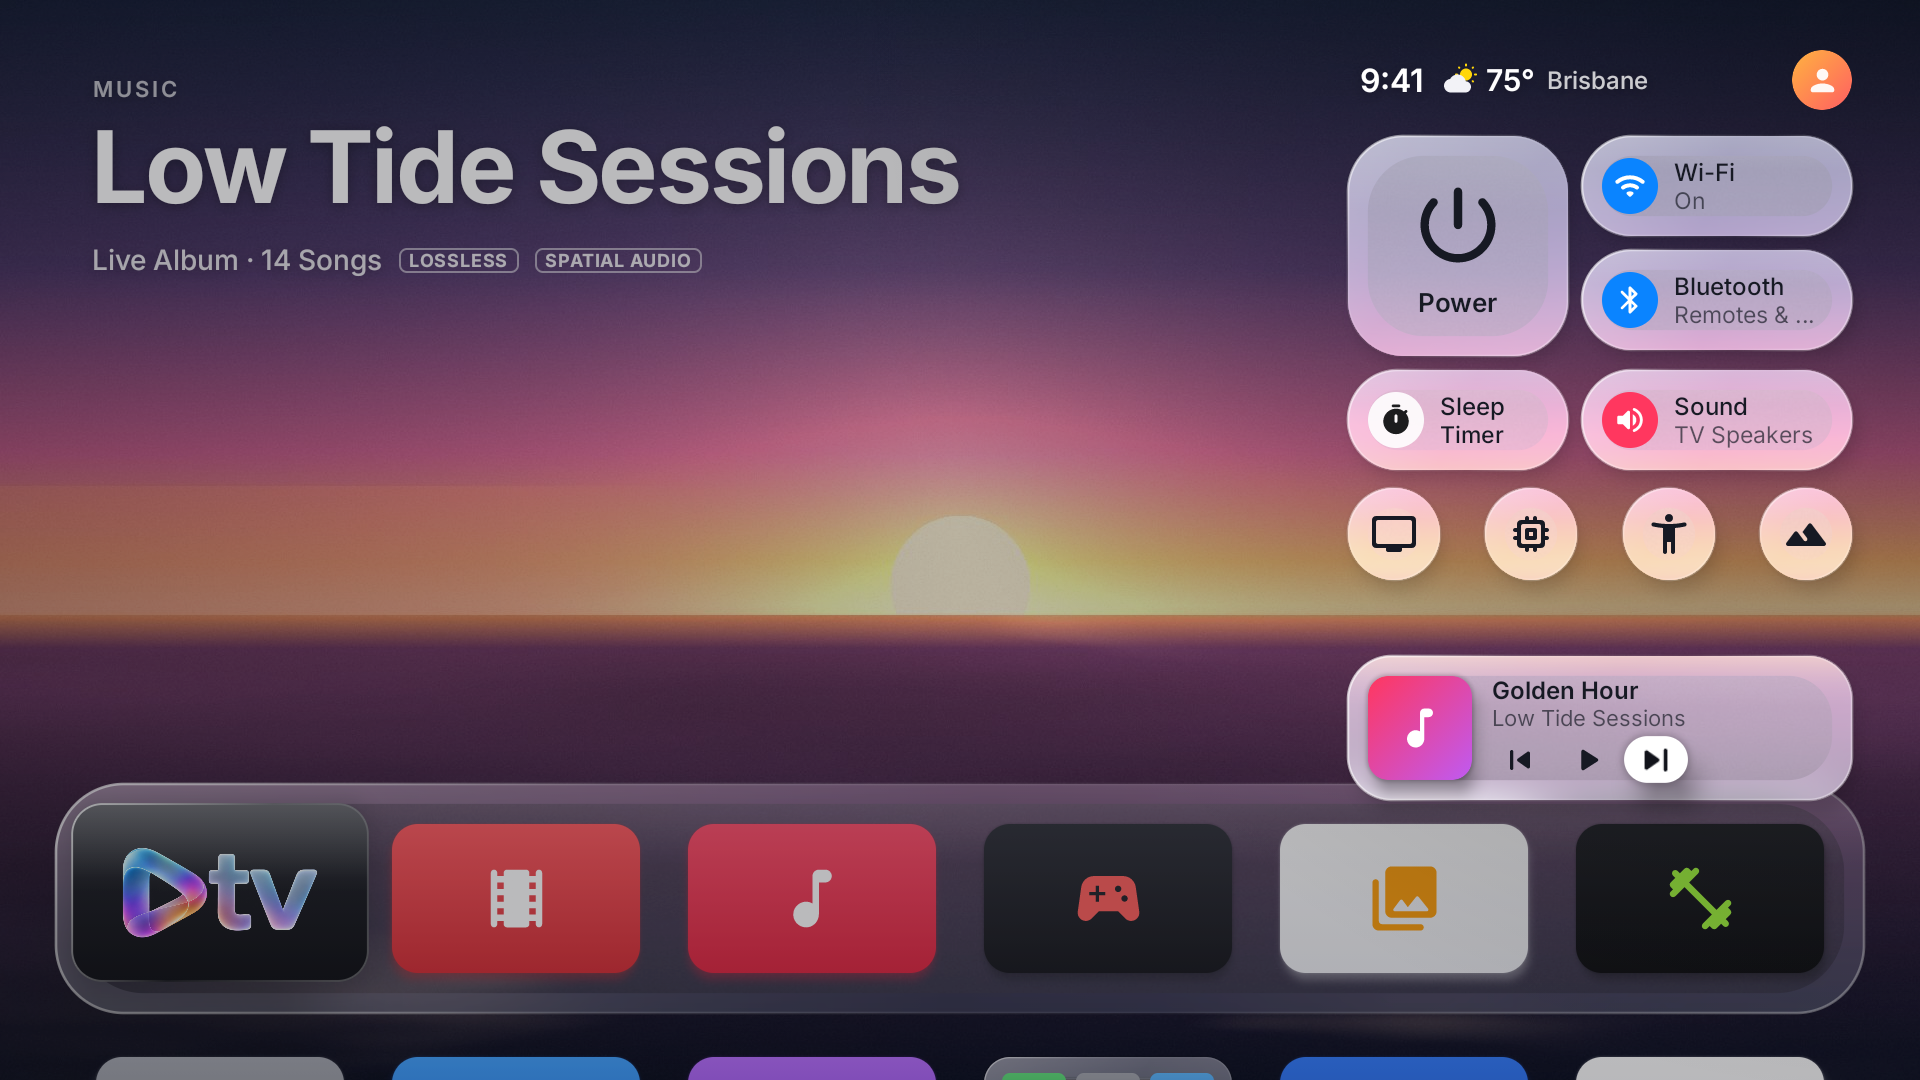 MUSIC
Low Tide Sessions
Live Album · 14 Songs LOSSLESS SPATIAL AUDIO
9:41 75° Brisbane
Power
Wi-Fi
On
Bluetooth
Remotes & ...
Sleep
Timer
Sound
TV Speakers
Golden Hour
Low Tide Sessions
tv